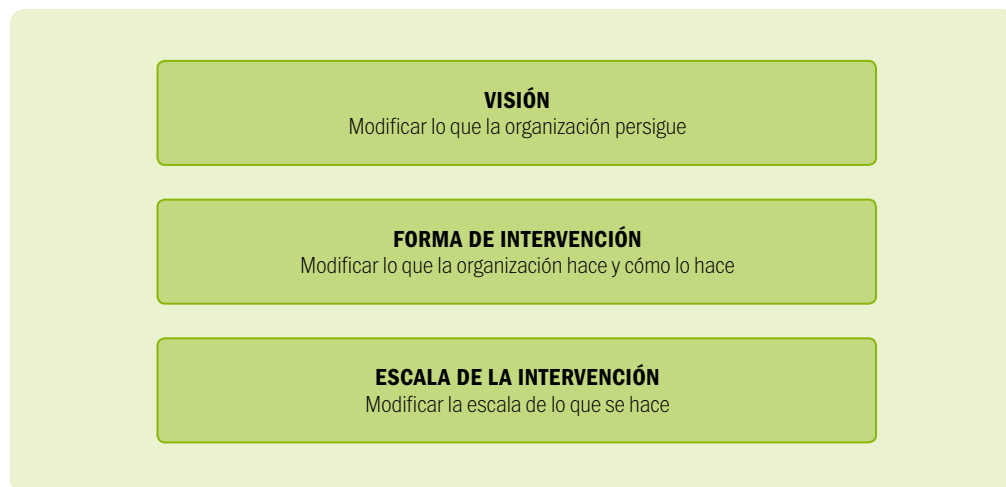 VISIÓN
Modificar lo que la organización persigue
FORMA DE INTERVENCIÓN
Modificar lo que la organización hace y cómo lo hace
ESCALA DE LA INTERVENCIÓN
Modificar la escala de lo que se hace